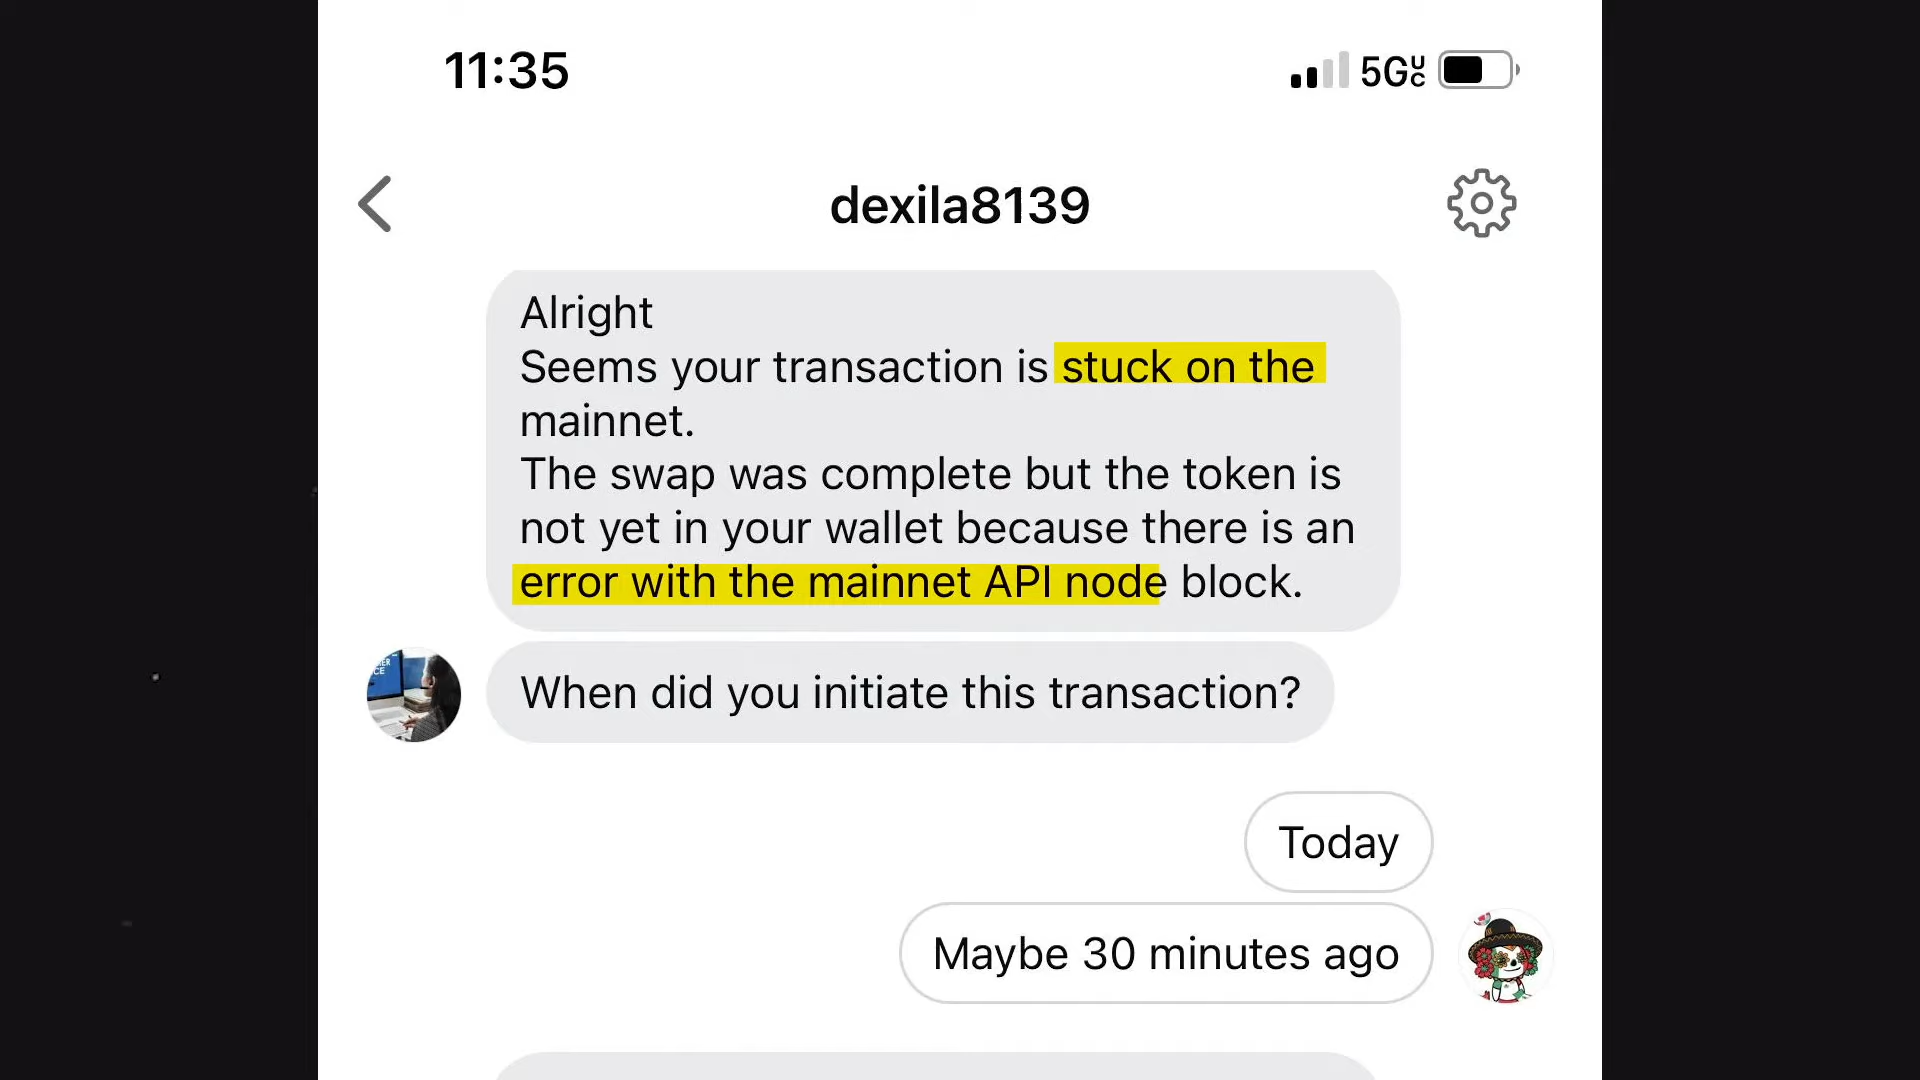 11:35
5G UC
dexila8139
Alright
Seems your transaction is stuck on the
mainnet.
The swap was complete but the token is
not yet in your wallet because there is an
error with the mainnet API node block.
When did you initiate this transaction?
Today
Maybe 30 minutes ago